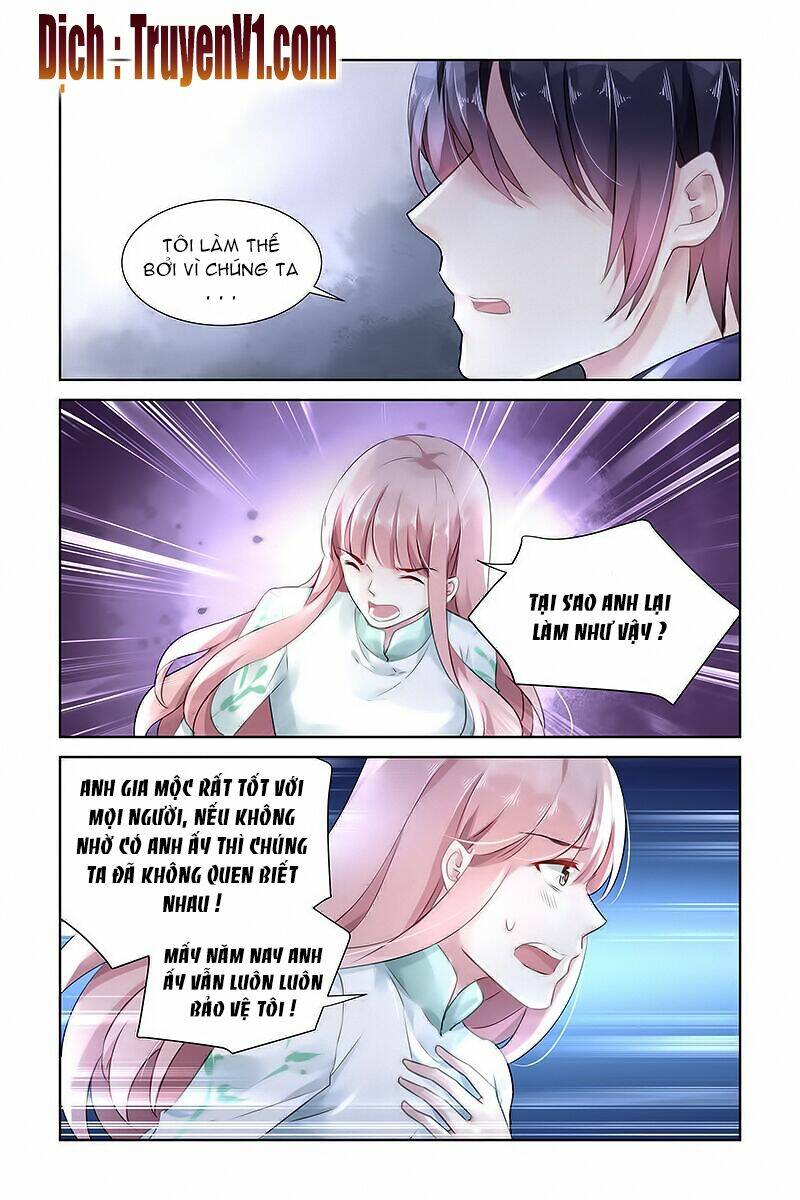 Dịch : TruyenV1.com
TÔI LÀM THẾ
BỞI VÌ CHÚNG TA
. . .
TẠI SAO ANH LẠI
LÀM NHƯ VẬY ?
ANH GIA MỘC RẤT TỐT VỚI
MỌI NGƯỜI, NẾU KHÔNG
NHỜ CÓ ANH ẤY THÌ CHÚNG
TA ĐÃ KHÔNG QUEN BIẾT
NHAU !
MẤY NĂM NAY ANH
ẤY VẪN LUÔN LUÔN
BẢO VỆ TÔI !